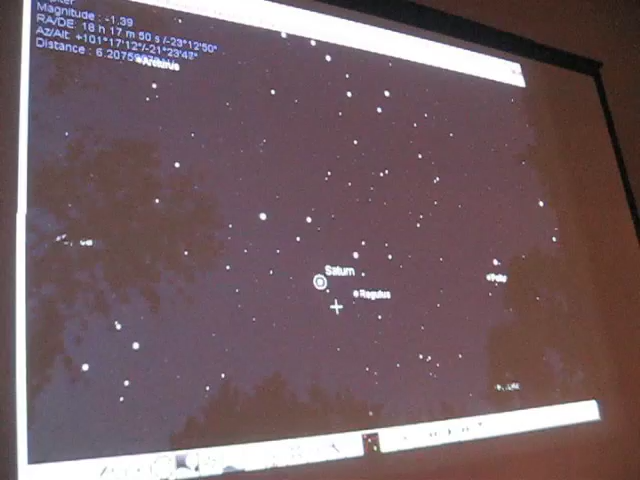 Magnitude : -1.39
RA/DE: 18 h 17 m 50 s /-23°12'50"
Az/Alt: +101°17'12"/-21°23'42"
Distance : 6.2075
Arcturus
Saturn
Regulus